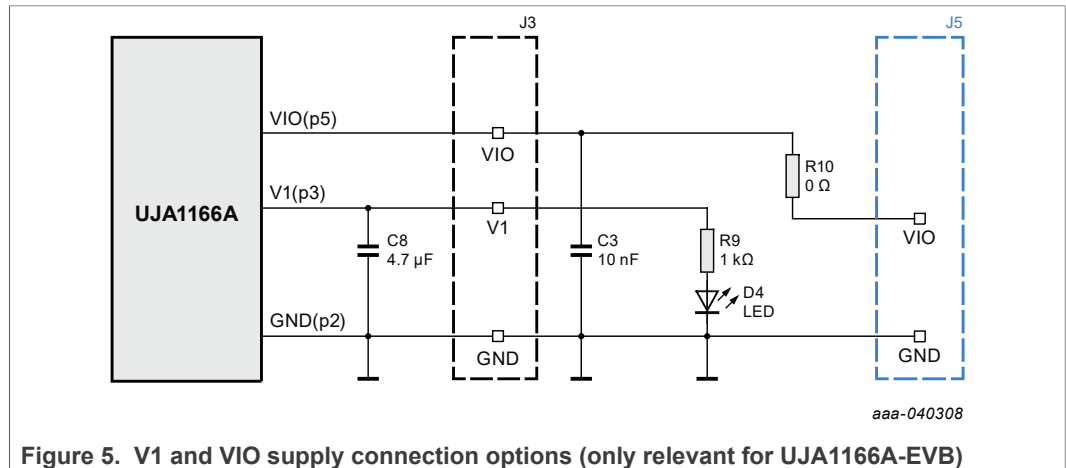 J3
J5
VIO(p5)
VIO
R10
0 Ω
V1(p3)
UJA1166A
V1
VIO
C8
4.7 µF
C3
10 nF
R9
1 kΩ
D4
LED
GND(p2)
GND
GND
aaa-040308
Figure 5. V1 and VIO supply connection options (only relevant for UJA1166A-EVB)